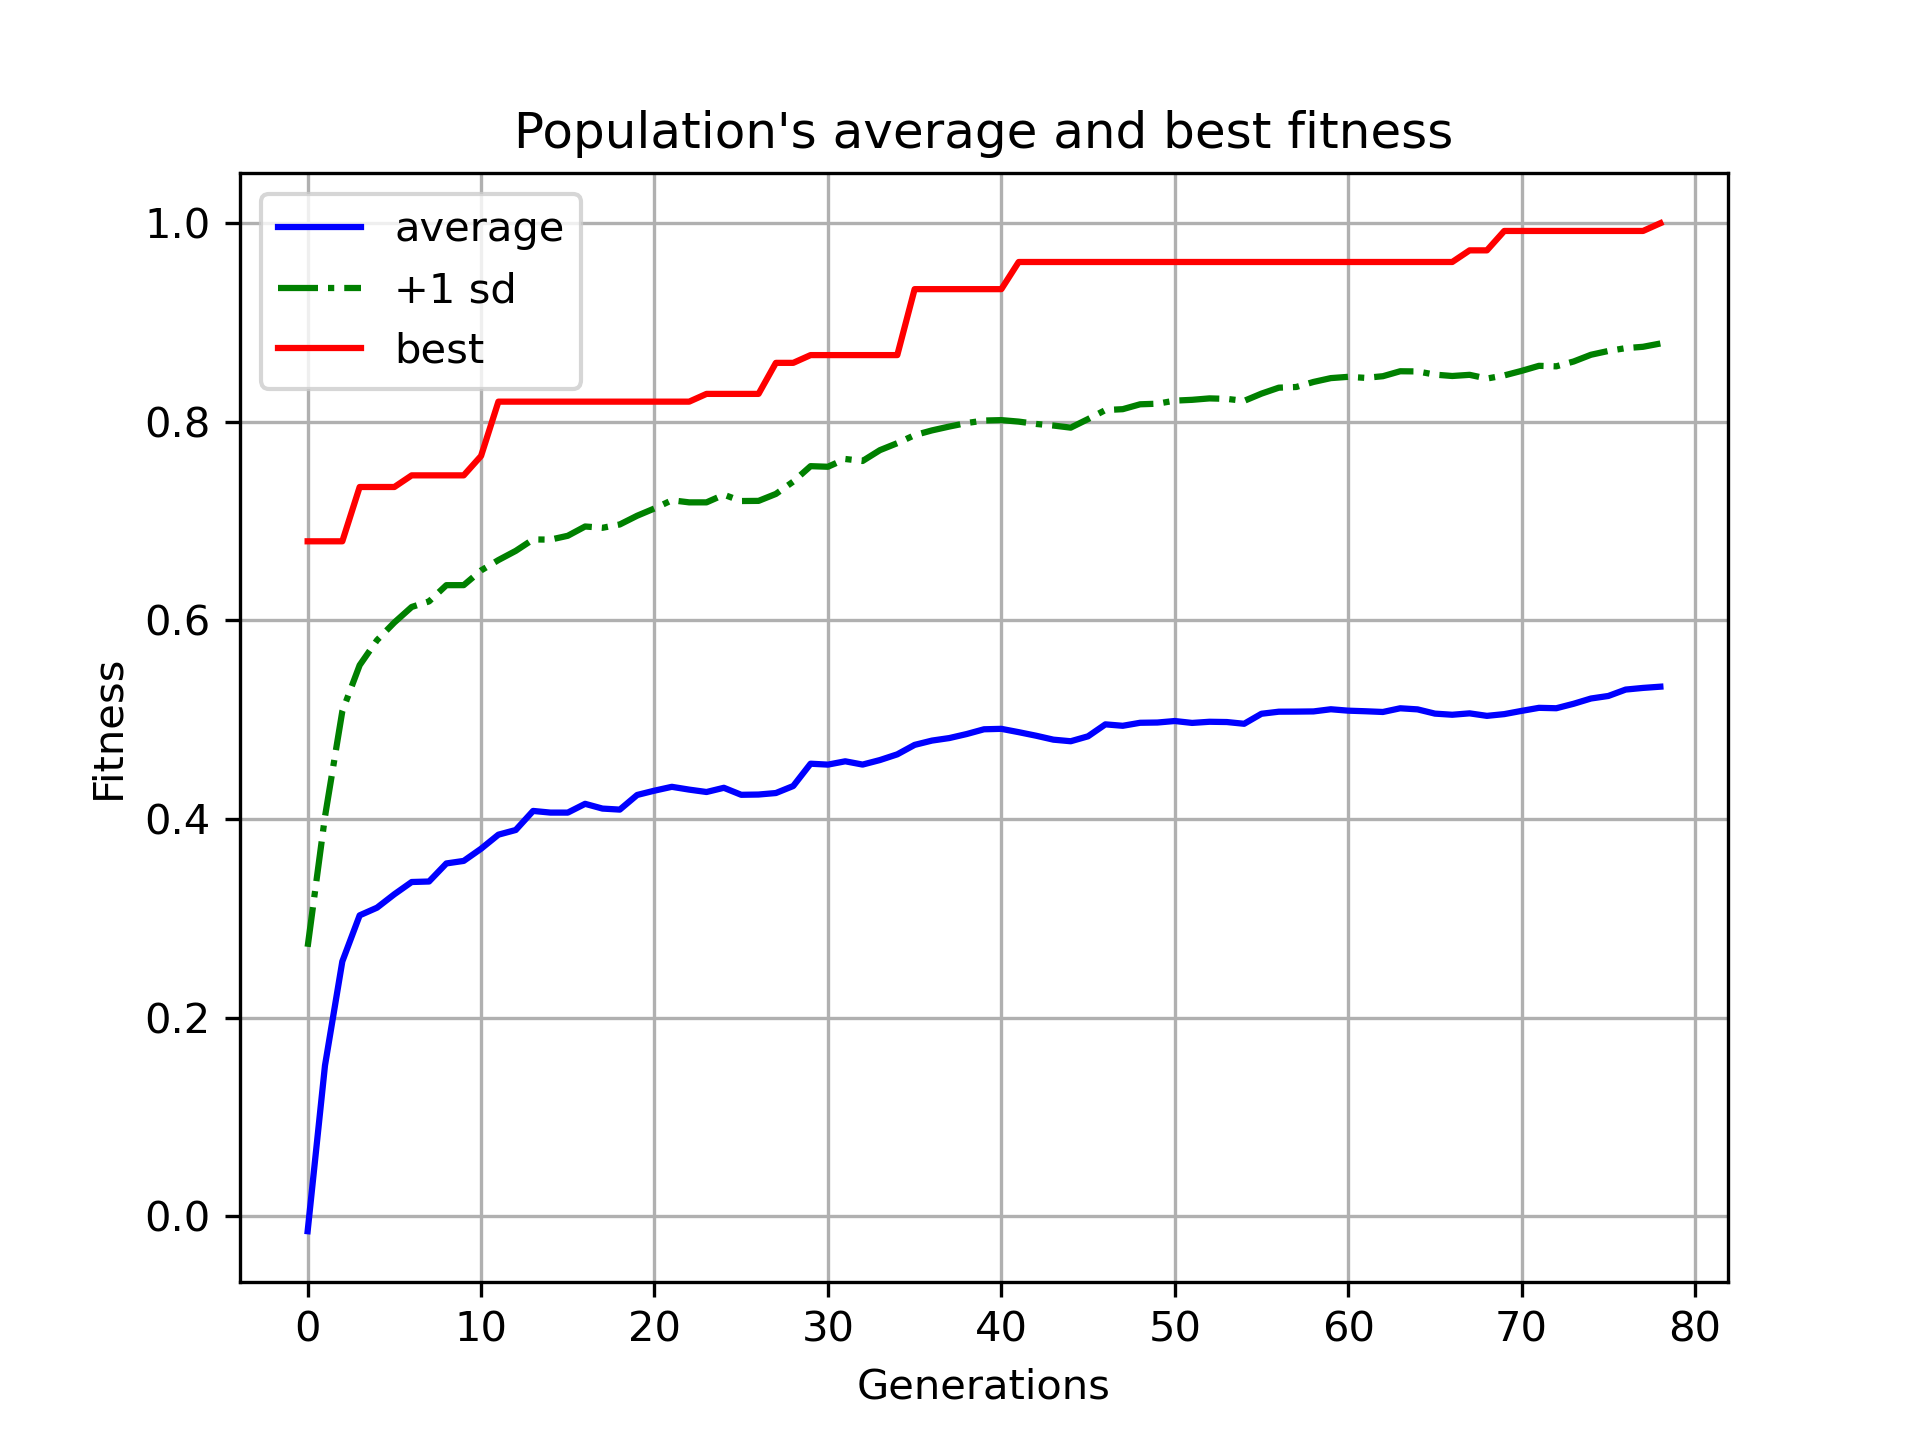 Population's average and best fitness
average
+1 sd
best
1.0
0.8
0.6
0.4
0.2
0.0
Fitness
0 10 20 30 40 50 60 70 80
Generations